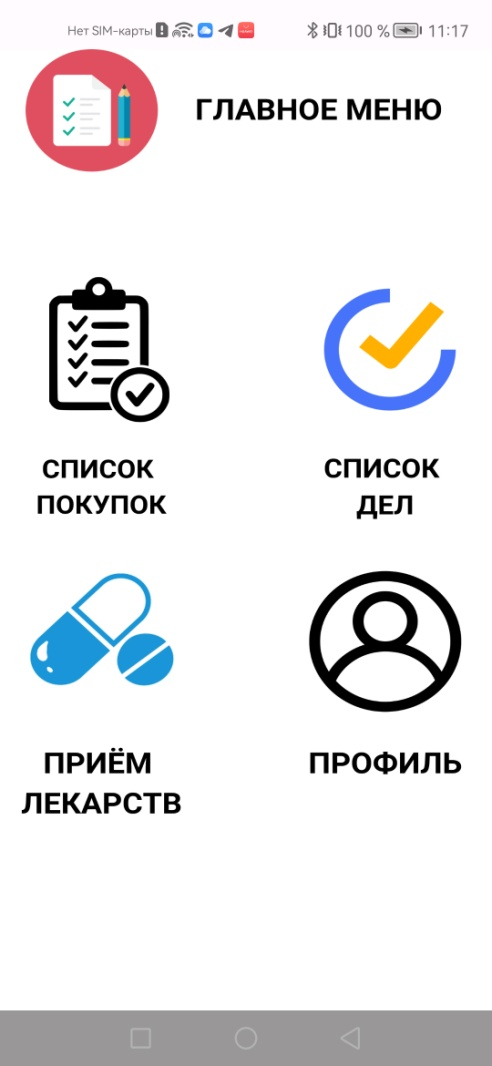 Нет SIM-карты 100 % 11:17
ГЛАВНОЕ МЕНЮ
СПИСОК ПОКУПОК
СПИСОК ДЕЛ
ПРИЁМ ЛЕКАРСТВ
ПРОФИЛЬ